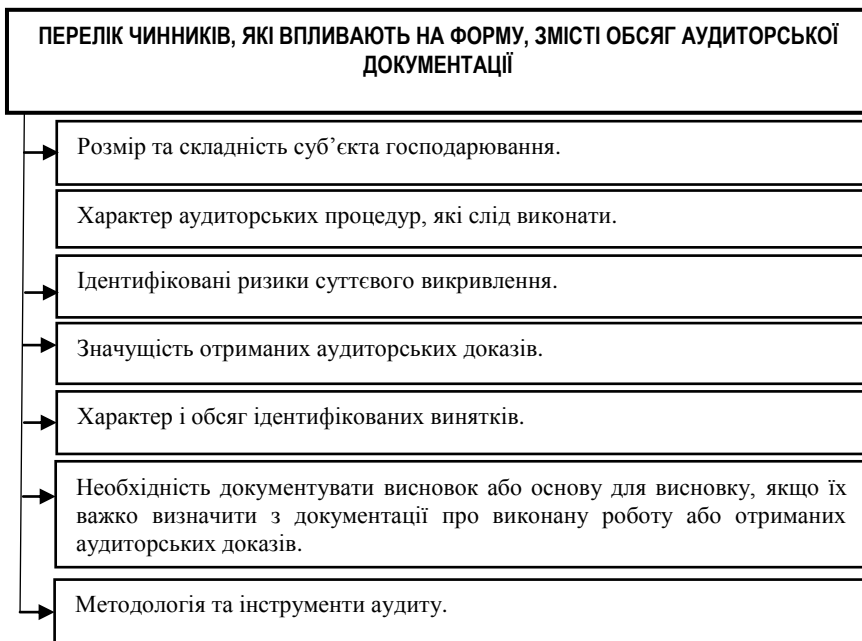 ПЕРЕЛІК ЧИННИКІВ, ЯКІ ВПЛИВАЮТЬ НА ФОРМУ, ЗМІСТІ ОБСЯГ АУДИТОРСЬКОЇ
ДОКУМЕНТАЦІЇ
Розмір та складність суб’єкта господарювання.
Характер аудиторських процедур, які слід виконати.
Ідентифіковані ризики суттєвого викривлення.
Значущість отриманих аудиторських доказів.
Характер і обсяг ідентифікованих винятків.
Необхідність документувати висновок або основу для висновку, якщо їх
важко визначити з документації про виконану роботу або отриманих
аудиторських доказів.
Методологія та інструменти аудиту.